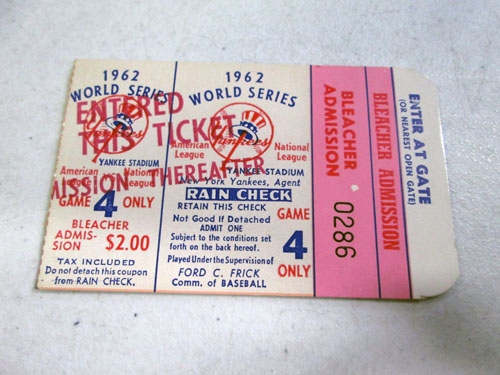 1962
WORLD SERIES
Yankees
YANKEE STADIUM
American League
National League
GAME 4 ONLY
BLEACHER
ADMIS-
SION $2.00
TAX INCLUDED
Do not detach this coupon
from RAIN CHECK.
1962
WORLD SERIES
Yankees
American League
National League
YANKEE STADIUM
New York Yankees, Agent
RAIN CHECK
RETAIN THIS CHECK
Not Good if Detached
ADMIT ONE
Subject to the conditions set
forth on the back hereof.
GAME
4
ONLY
Played Under the Supervision of
FORD C. FRICK
Comm. of BASEBALL
ENTERED
THIS TICKET
MISSION THEREAFTER
BLEACHER
ADMISSION
0286
BLEACHER ADMISSION
ENTER AT GATE
(OR NEAREST OPEN GATE)